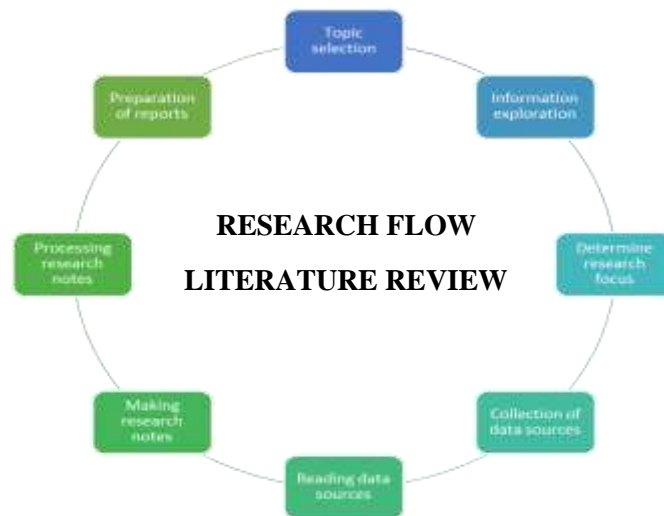 Topic
selection
Information
exploration
Determine
research
focus
Collection of
data sources
Reading data
sources
Making
research
notes
Processing
research
notes
Preparation
of reports
RESEARCH FLOW
LITERATURE REVIEW